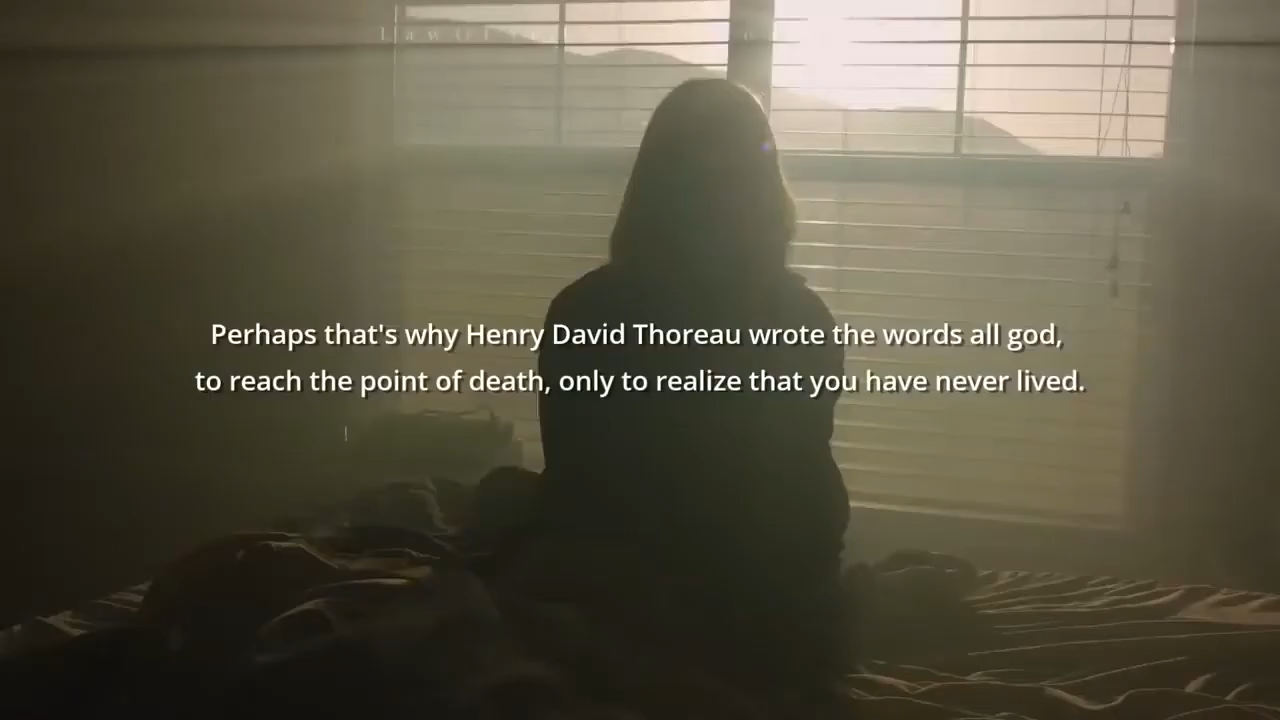 Perhaps that's why Henry David Thoreau wrote the words all god,
to reach the point of death, only to realize that you have never lived.